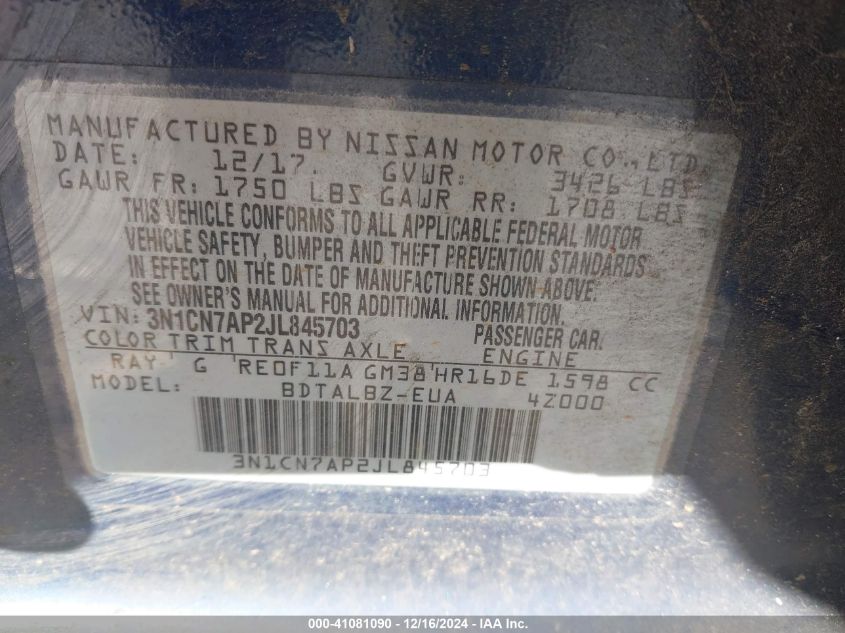 MANUFACTURED BY NISSAN MOTOR CO., LTD.
DATE: 12/17. GVWR: 3426 LBS
GAWR FR: 1750 LBS GAWR RR: 1708 LBS
THIS VEHICLE CONFORMS TO ALL APPLICABLE FEDERAL MOTOR
VEHICLE SAFETY, BUMPER AND THEFT PREVENTION STANDARDS
IN EFFECT ON THE DATE OF MANUFACTURE SHOWN ABOVE.
SEE OWNER'S MANUAL FOR ADDITIONAL INFORMATION.
VIN: 3N1CN7AP2JL845703 PASSENGER CAR.
COLOR TRIM TRANS AXLE ENGINE
RAY' G 'RE0F11A GM38'HR16DE 1598 CC
MODEL: BDTALBZ-EUA 4Z000
3N1CN7AP2JL845703
000-41081090 - 12/16/2024 - IAA Inc.